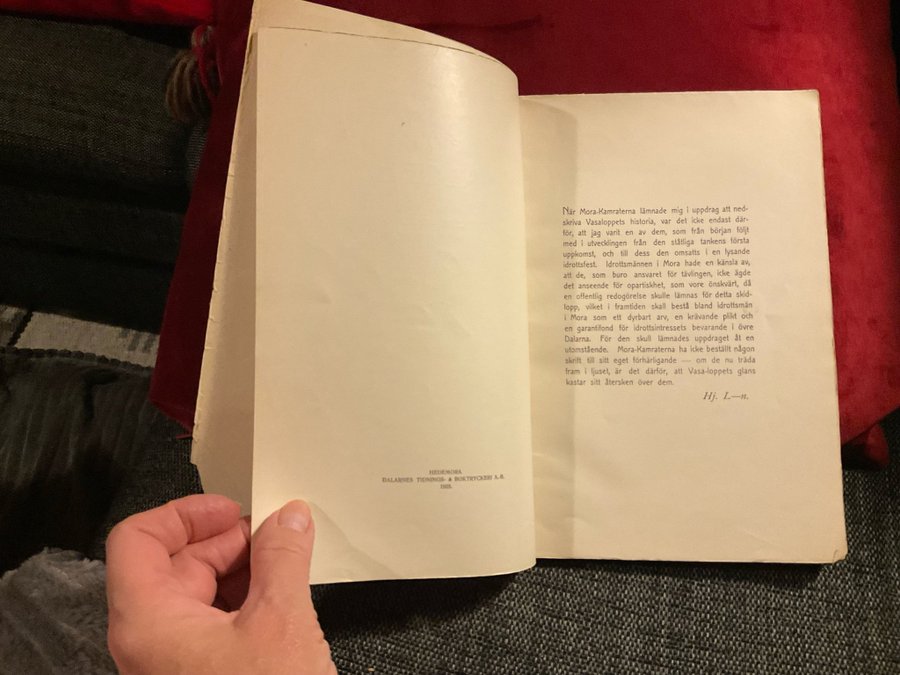 HEDEMORA
DALARNES TIDNINGS- & BOKTRYCKERI A.-B.
När Mora-Kamraterna lämnade mig i uppdrag att ned-
skriva Vasaloppets historia, var det icke endast där-
för, att jag varit en av dem, som från början följt
med i utvecklingen från den ståtliga tankens första
uppkomst, och till dess den omsatts i en lysande
idrottsfest. Idrottsmännen i Mora hade en känsla av,
att de, som buro ansvaret för tävlingen, icke ägde
det anseende för opartiskhet, som vore önskvärt, då
en offentlig redogörelse skulle lämnas för detta skid-
lopp, vilket i framtiden skall bestå bland idrottsmän
i Mora som ett dyrbart arv, en krävande plikt och
en garantifond för idrottsintressets bevarande i övre
Dalarna. För den skull lämnades uppdraget åt en
utomstående. Mora-Kamraterna ha icke beställt någon
skrift till sitt eget förhärligande — om de nu träda
fram i ljuset, är det därför, att Vasa-loppets glans
kastar sitt återsken över dem.
Hj. L—n.